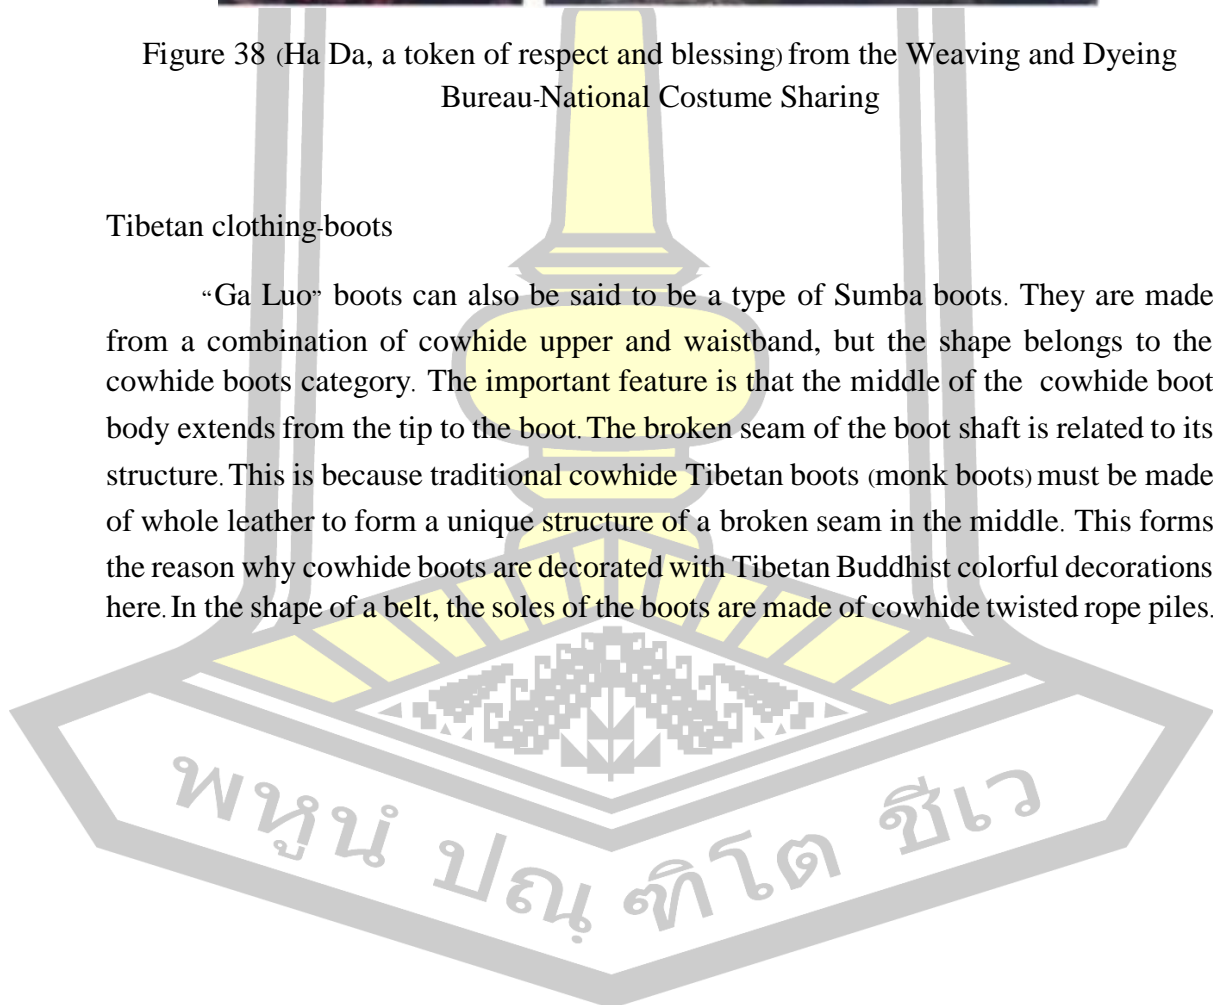 Figure 38 (Ha Da, a token of respect and blessing) from the Weaving and Dyeing
Bureau-National Costume Sharing
Tibetan clothing-boots
“Ga Luo” boots can also be said to be a type of Sumba boots. They are made
from a combination of cowhide upper and waistband, but the shape belongs to the
cowhide boots category. The important feature is that the middle of the cowhide boot
body extends from the tip to the boot. The broken seam of the boot shaft is related to its
structure. This is because traditional cowhide Tibetan boots (monk boots) must be made
of whole leather to form a unique structure of a broken seam in the middle. This forms
the reason why cowhide boots are decorated with Tibetan Buddhist colorful decorations
here. In the shape of a belt, the soles of the boots are made of cowhide twisted rope piles.
พหูนํ ปณฺฑิโต ชีเว